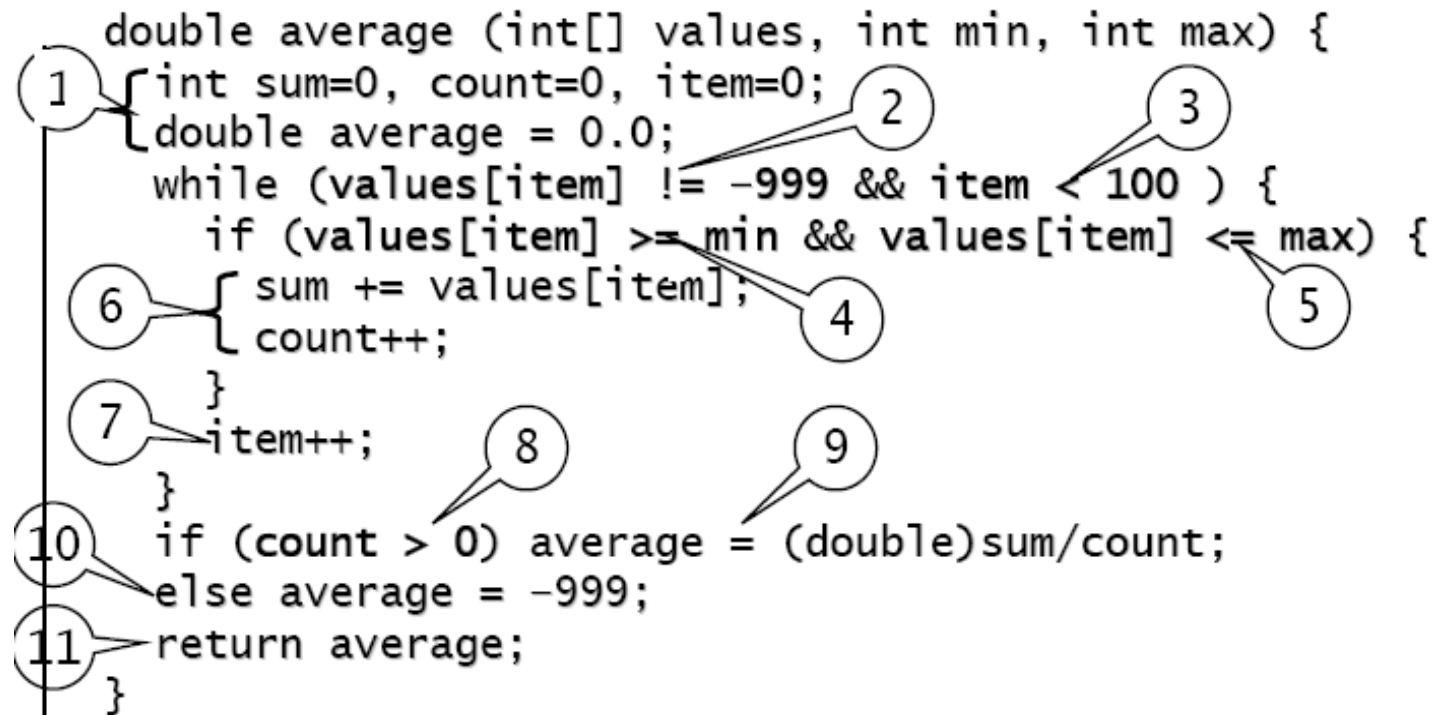 double average (int[] values, int min, int max) {
1 int sum=0, count=0, item=0; 2 3
double average = 0.0;
while (values[item] != -999 && item < 100 ) {
if (values[item] >= min && values[item] <= max) {
6 sum += values[item]; 4 5
count++;
}
7 item++; 8 9
}
10 if (count > 0) average = (double)sum/count;
else average = -999;
11 return average;
}